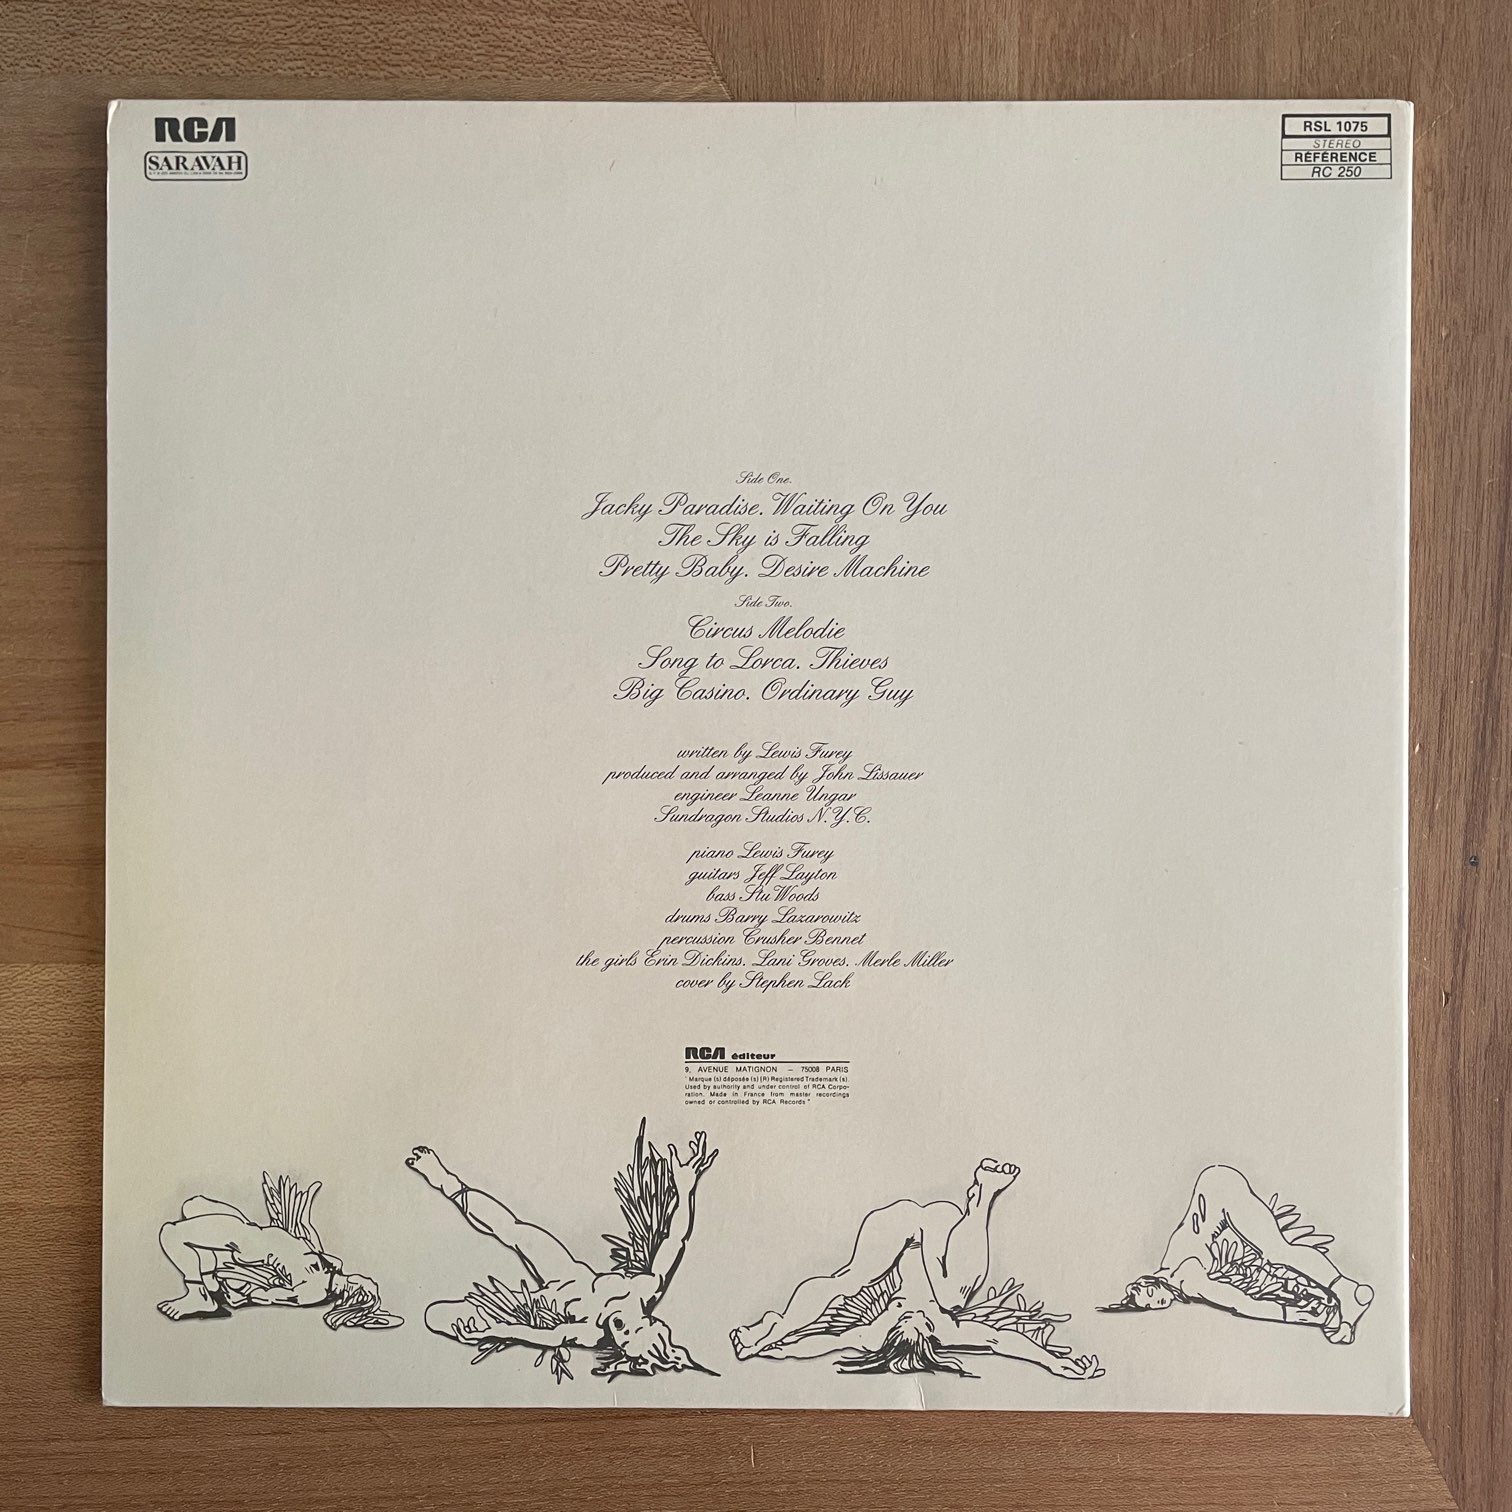 RCA
SARAVAH
RSL 1075
STEREO
RÉFÉRENCE
RC 250
Side One.
Jacky Paradise. Waiting On You
The Sky is Falling
Pretty Baby. Desire Machine
Side Two.
Circus Melodie
Song to Lorca. Thieves
Big Casino. Ordinary Guy
written by Lewis Furey
produced and arranged by John Lissauer
engineer Leanne Ungar
Sundragon Studios N.Y.C.
piano Lewis Furey
guitars Jeff Layton
bass Stu Woods
drums Barry Lazarowitz
percussion Crusher Bennet
the girls Erin Dickins. Lani Groves. Merle Miller
cover by Stephen Lack
RCA éditeur
9, AVENUE MATIGNON – 75008 PARIS
" Marque (s) déposée (s) (R) Registered Trademark (s).
Used by authority and under control of RCA Corpo-
ration. Made in France from master recordings
owned or controlled by RCA Records "